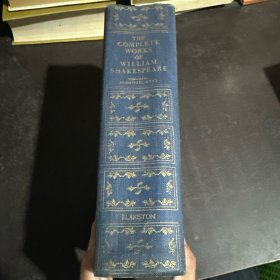 THE
COMPLETE
WORKS
OF
WILLIAM
SHAKESPEARE
BLAKISTON